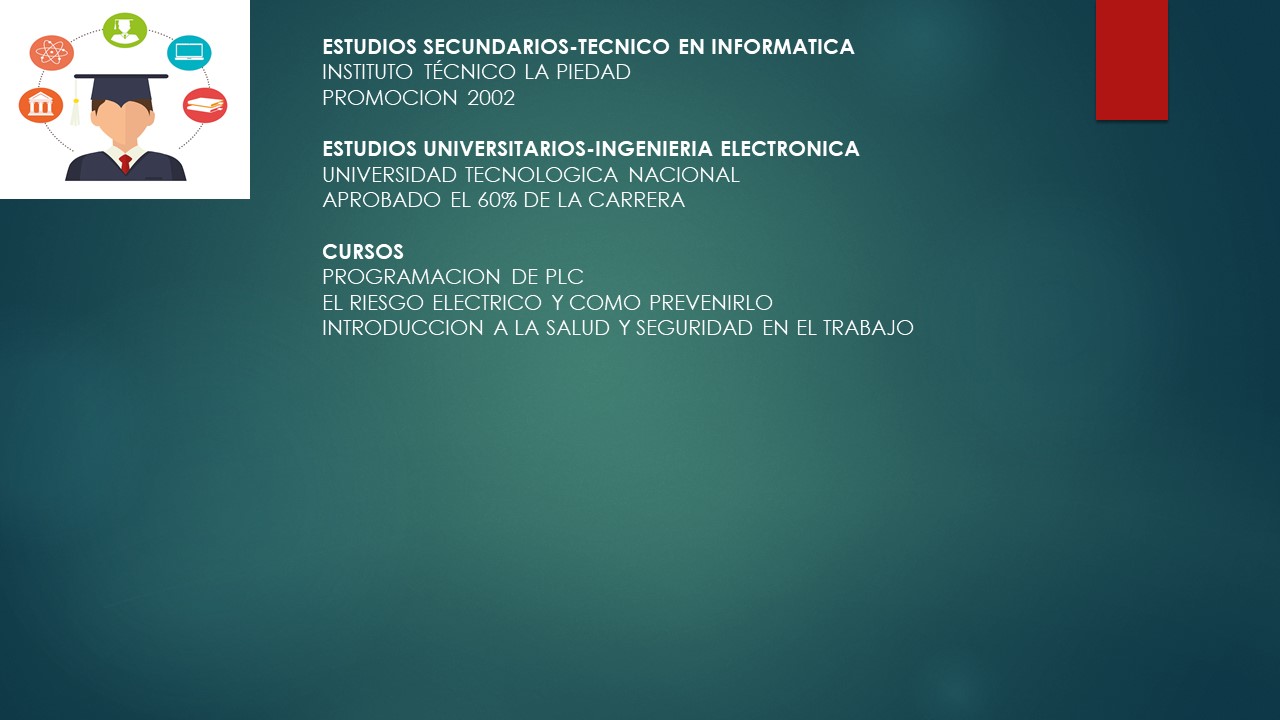 ESTUDIOS SECUNDARIOS-TECNICO EN INFORMATICA
INSTITUTO TÉCNICO LA PIEDAD
PROMOCION 2002
ESTUDIOS UNIVERSITARIOS-INGENIERIA ELECTRONICA
UNIVERSIDAD TECNOLOGICA NACIONAL
APROBADO EL 60% DE LA CARRERA
CURSOS
PROGRAMACION DE PLC
EL RIESGO ELECTRICO Y COMO PREVENIRLO
INTRODUCCION A LA SALUD Y SEGURIDAD EN EL TRABAJO